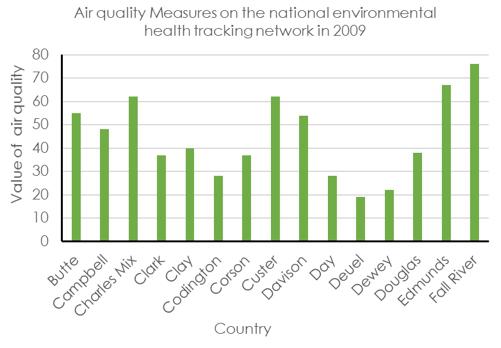 Air quality Measures on the national environmental
health tracking network in 2009
Value of air quality
80
70
60
50
40
30
20
10
0
Butte
Campbell
Charles Mix
Clark
Clay
Codington
Corson
Custer
Davison
Day
Deuel
Dewey
Douglas
Edmunds
Fall River
Country